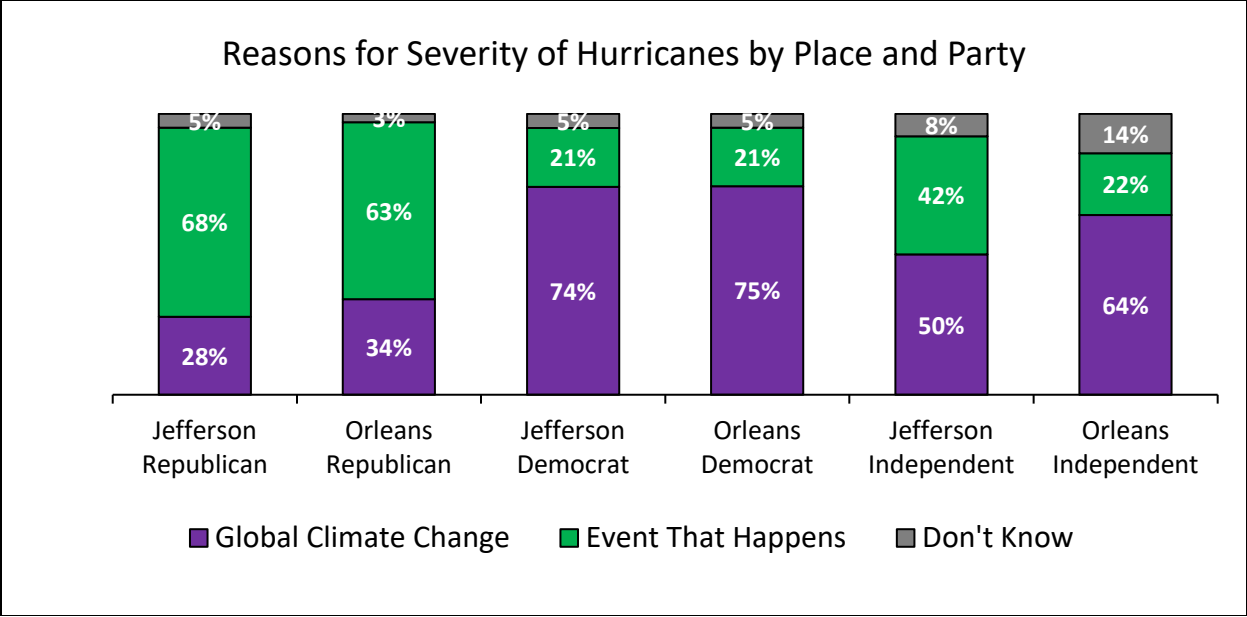 Reasons for Severity of Hurricanes by Place and Party
5% 3% 5% 5% 8% 14%
68% 63% 21% 21% 42% 22%
28% 34% 74% 75% 50% 64%
Jefferson Orleans Jefferson Orleans Jefferson Orleans
Republican Republican Democrat Democrat Independent Independent
Global Climate Change Event That Happens Don't Know